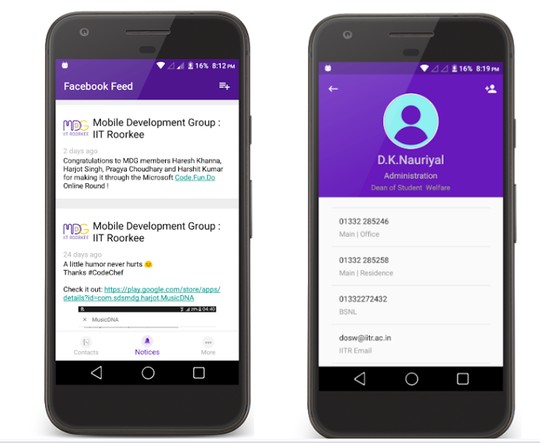 16% 8:12 PM
Facebook Feed
MDG
IIT ROORKEE
Mobile Development Group :
IIT Roorkee
2 days ago
Congratulations to MDG members Haresh Khanna,
Harjot Singh, Pragya Choudhary and Harshit Kumar
for making it through the Microsoft Code.Fun.Do
Online Round !
MDG
IIT ROORKEE
Mobile Development Group :
IIT Roorkee
24 days ago
A little humor never hurts 😊
Thanks #CodeChef
Check it out: https://play.google.com/store/apps/
details?id=com.sdsmdg.harjot.MusicDNA
04:40
× MusicDNA
Contacts
Notices
More
16% 8:19 PM
D.K.Nauriyal
Administration
Dean of Student Welfare
01332 285246
Main | Office
01332 285258
Main | Residence
01332272432
BSNL
dosw@iitr.ac.in
IITR Email